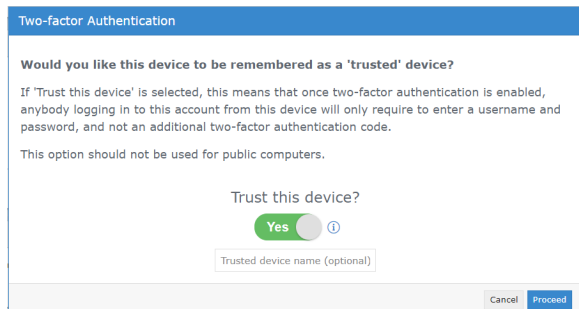 Two-factor Authentication
Would you like this device to be remembered as a 'trusted' device?
If 'Trust this device' is selected, this means that once two-factor authentication is enabled,
anybody logging in to this account from this device will only require to enter a username and
password, and not an additional two-factor authentication code.
This option should not be used for public computers.
Trust this device?
Yes
Trusted device name (optional)
Cancel Proceed